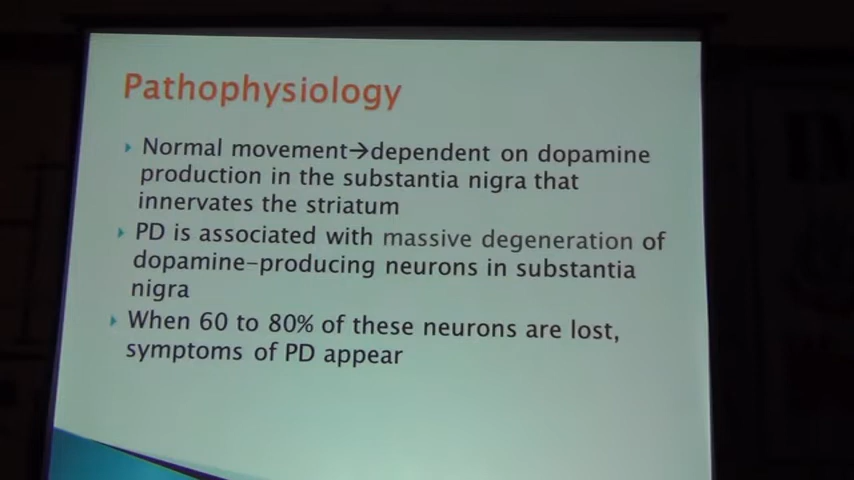 Pathophysiology
Normal movement→dependent on dopamine
production in the substantia nigra that
innervates the striatum
PD is associated with massive degeneration of
dopamine-producing neurons in substantia
nigra
When 60 to 80% of these neurons are lost,
symptoms of PD appear